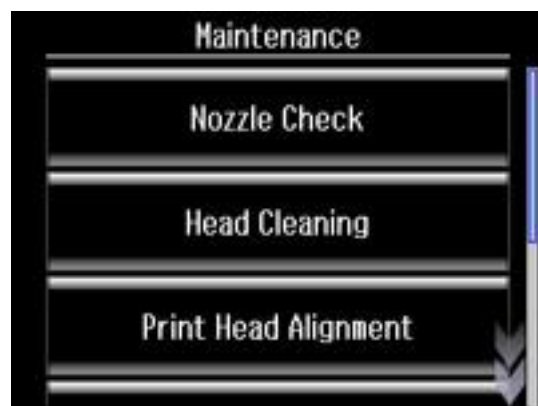 Maintenance
Nozzle Check
Head Cleaning
Print Head Alignment